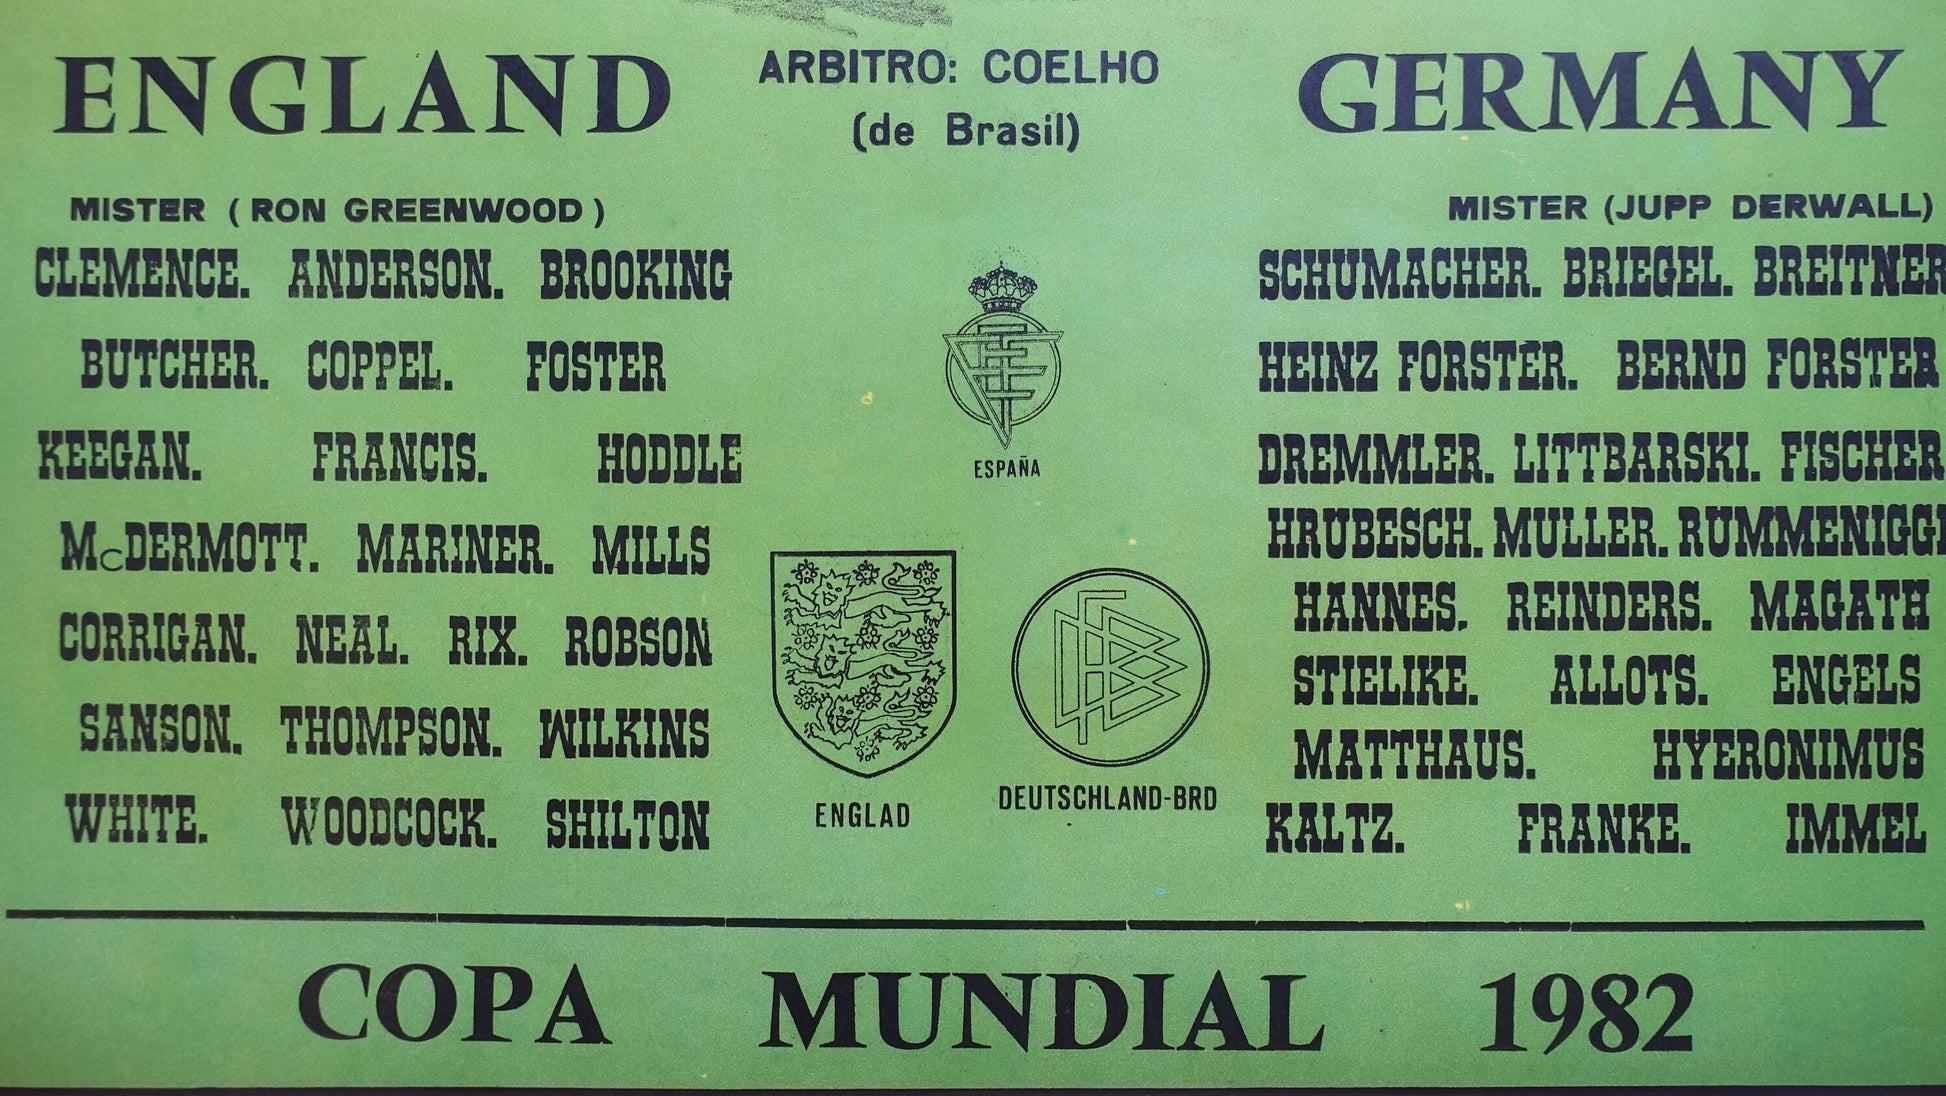 ENGLAND
MISTER (RON GREENWOOD)
CLEMENCE. ANDERSON. BROOKING
BUTCHER. COPPEL. FOSTER
KEEGAN. FRANCIS. HODDLE
McDERMOTT. MARINER. MILLS
CORRIGAN. NEAL. RIX. ROBSON
SANSON. THOMPSON. WILKINS
WHITE. WOODCOCK. SHILTON
ARBITRO: COELHO
(de Brasil)
ESPAÑA
ENGLAD
DEUTSCHLAND-BRD
GERMANY
MISTER (JUPP DERWALL)
SCHUMACHER. BRIEGEL. BREITNER
HEINZ FORSTER. BERND FORSTER
DREMMLER. LITTBARSKI. FISCHER
HRUBESCH. MULLER. RUMMENIGGE
HANNES. REINDERS. MAGATH
STIELIKE. ALLOTS. ENGELS
MATTHAUS. HYERONIMUS
KALTZ. FRANKE. IMMEL
COPA MUNDIAL 1982